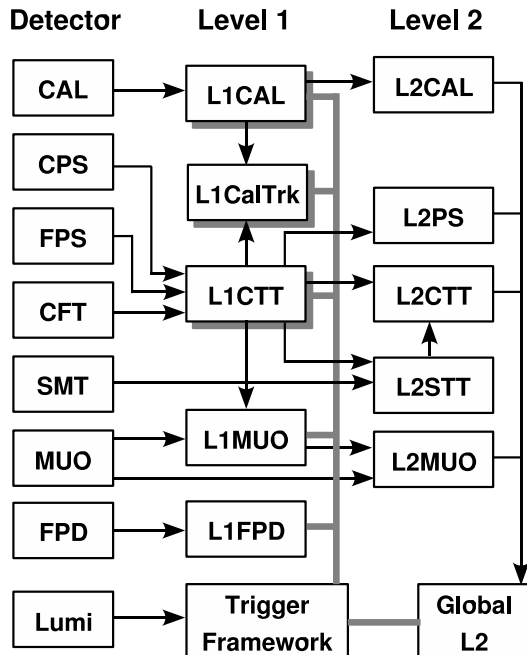 Detector Level 1 Level 2
CAL L1CAL L2CAL
CPS L1CalTrk
FPS L2PS
CFT L1CTT L2CTT
SMT L2STT
MUO L1MUO L2MUO
FPD L1FPD
Lumi Trigger Global
Framework L2